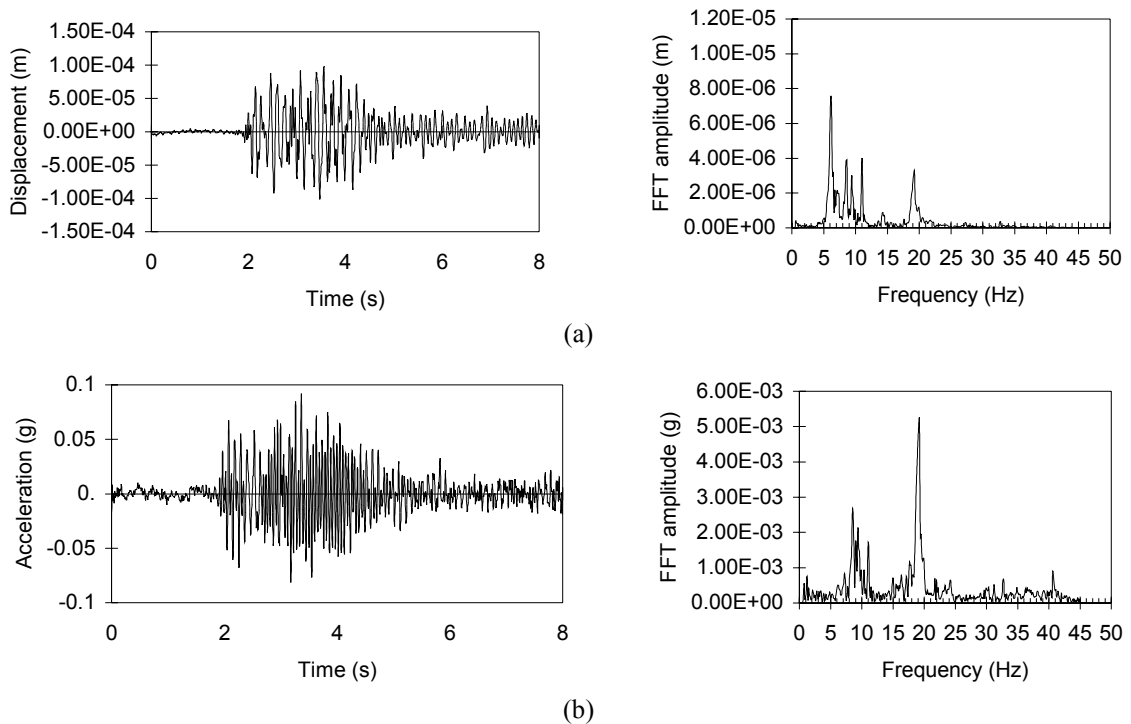 1.50E-04
1.00E-04
5.00E-05
0.00E+00
-5.00E-05
-1.00E-04
-1.50E-04
Displacement (m)
0 2 4 6 8
Time (s)
1.20E-05
1.00E-05
8.00E-06
6.00E-06
4.00E-06
2.00E-06
0.00E+00
FFT amplitude (m)
0 5 10 15 20 25 30 35 40 45 50
Frequency (Hz)
(a)
0.1
0.05
0.
-0.05
-0.1
Acceleration (g)
0 2 4 6 8
Time (s)
6.00E-03
5.00E-03
4.00E-03
3.00E-03
2.00E-03
1.00E-03
0.00E+00
FFT amplitude (g)
0 5 10 15 20 25 30 35 40 45 50
Frequency (Hz)
(b)